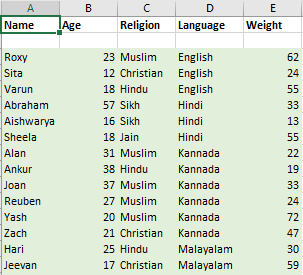 A B C D E
Name Age Religion Language Weight
Roxy 23 Muslim English 62
Sita 12 Christian English 24
Varun 18 Hindu English 55
Abraham 57 Sikh Hindi 33
Aishwarya 16 Sikh Hindi 13
Sheela 18 Jain Hindi 55
Alan 31 Muslim Kannada 22
Ankur 38 Hindu Kannada 19
Joan 37 Muslim Kannada 33
Reuben 27 Muslim Kannada 24
Yash 20 Muslim Kannada 72
Zach 21 Christian Kannada 47
Hari 25 Hindu Malayalam 30
Jeevan 17 Christian Malayalam 59